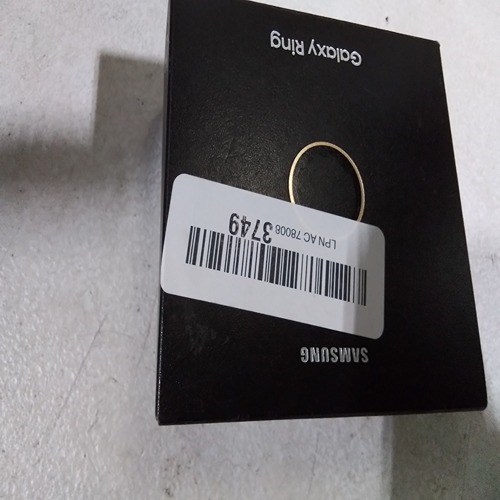 SAMSUNG
LPN AC 78008 3749
Galaxy Ring